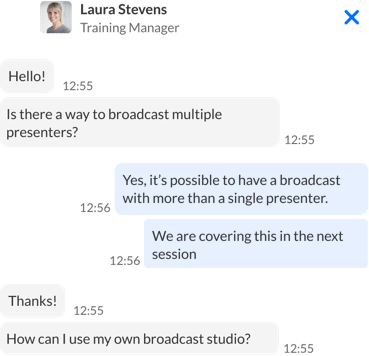 Laura Stevens
Training Manager
Hello!
12:55
Is there a way to broadcast multiple
presenters?
12:55
Yes, it's possible to have a broadcast
with more than a single presenter.
12:56
We are covering this in the next
session
12:56
Thanks!
12:55
How can I use my own broadcast studio?
12:55